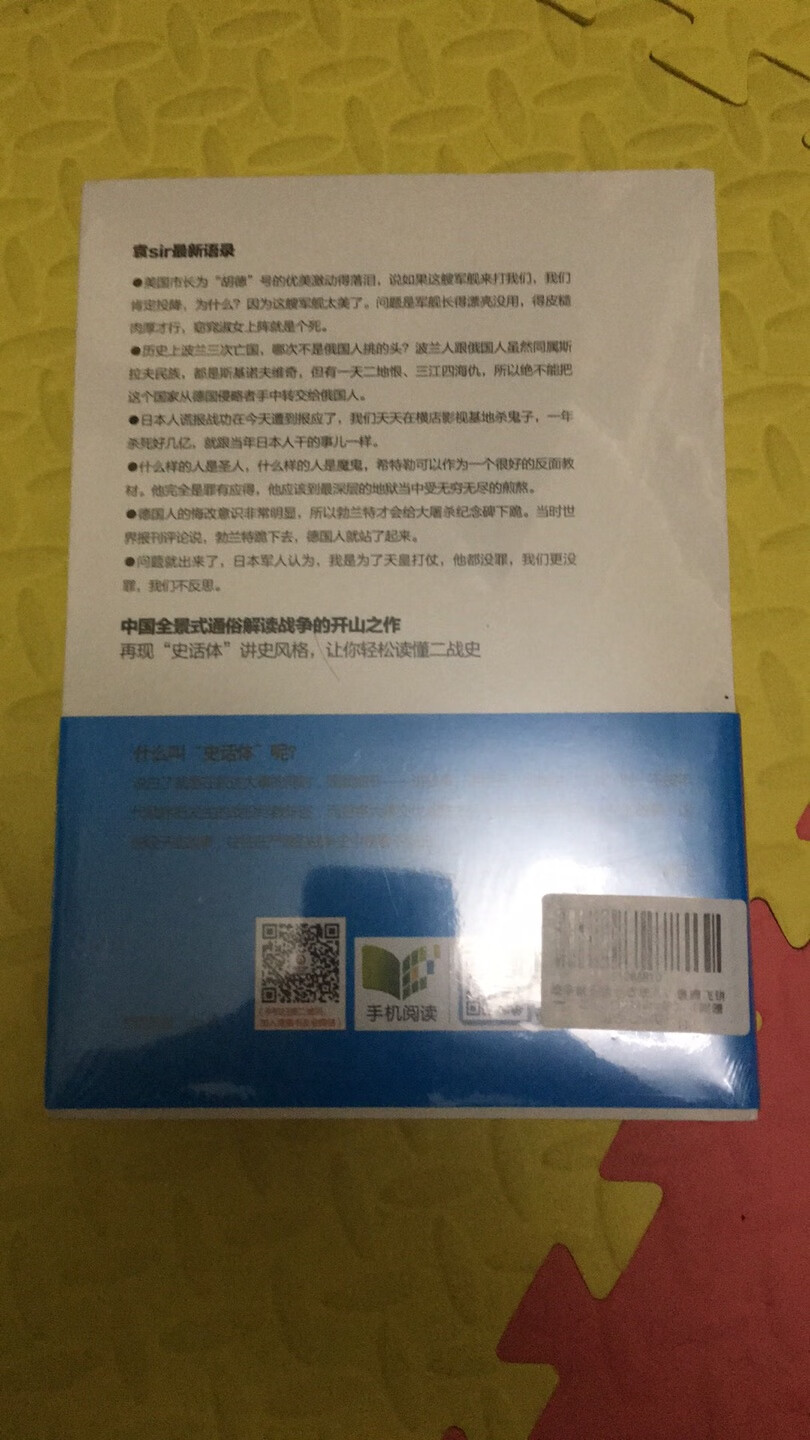 袁sir最新语录
●美国市长为“胡德”号的优美激动得落泪，说如果这艘军舰来打我们，我们
肯定投降，为什么？因为这艘军舰太美了。问题是军舰长得漂亮没用，得皮糙
肉厚才行，窈窕淑女上阵就是个死。
●历史上波兰三次亡国，哪次不是俄国人挑的头？波兰人跟俄国人虽然同属斯
拉夫民族，都是斯基诺夫维奇，但有一天二地恨、三江四海仇，所以绝不能把
这个国家从德国侵略者手中转交给俄国人。
●日本人谎报战功在今天遭到报应了，我们天天在横店影视基地杀鬼子，一年
杀死好几亿，就跟当年日本人干的事儿一样。
●什么样的人是圣人，什么样的人是魔鬼，希特勒可以作为一个很好的反面教
材。他完全是罪有应得，他应该到最深层的地狱当中受无穷无尽的煎熬。
●德国人的悔改意识非常明显，所以勃兰特才会给大屠杀纪念碑下跪。当时世
界报刊评论说，勃兰特跪下去，德国人就站了起来。
●问题就出来了，日本军人认为，我是为了天皇打仗，他都没罪，我们更没
罪，我们不反思。
中国全景式通俗解读战争的开山之作
再现“史话体”讲史风格，让你轻松读懂二战史
什么叫“史话体”呢？
手机阅读